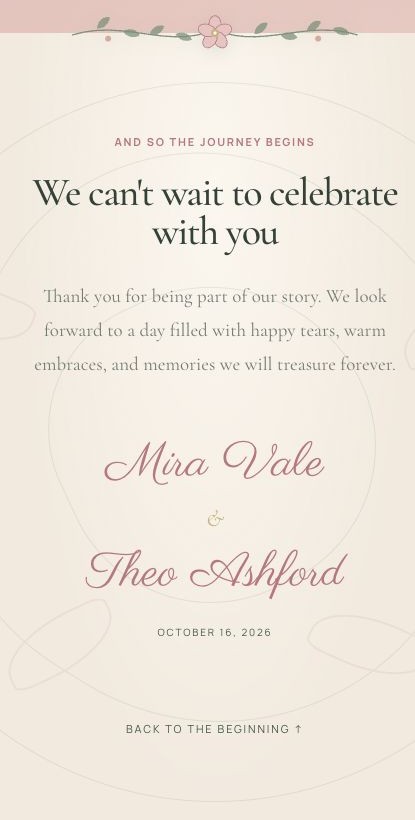 AND SO THE JOURNEY BEGINS
We can't wait to celebrate
with you
Thank you for being part of our story. We look
forward to a day filled with happy tears, warm
embraces, and memories we will treasure forever.
Mira Vale
&
Theo Ashford
OCTOBER 16, 2026
BACK TO THE BEGINNING ↑